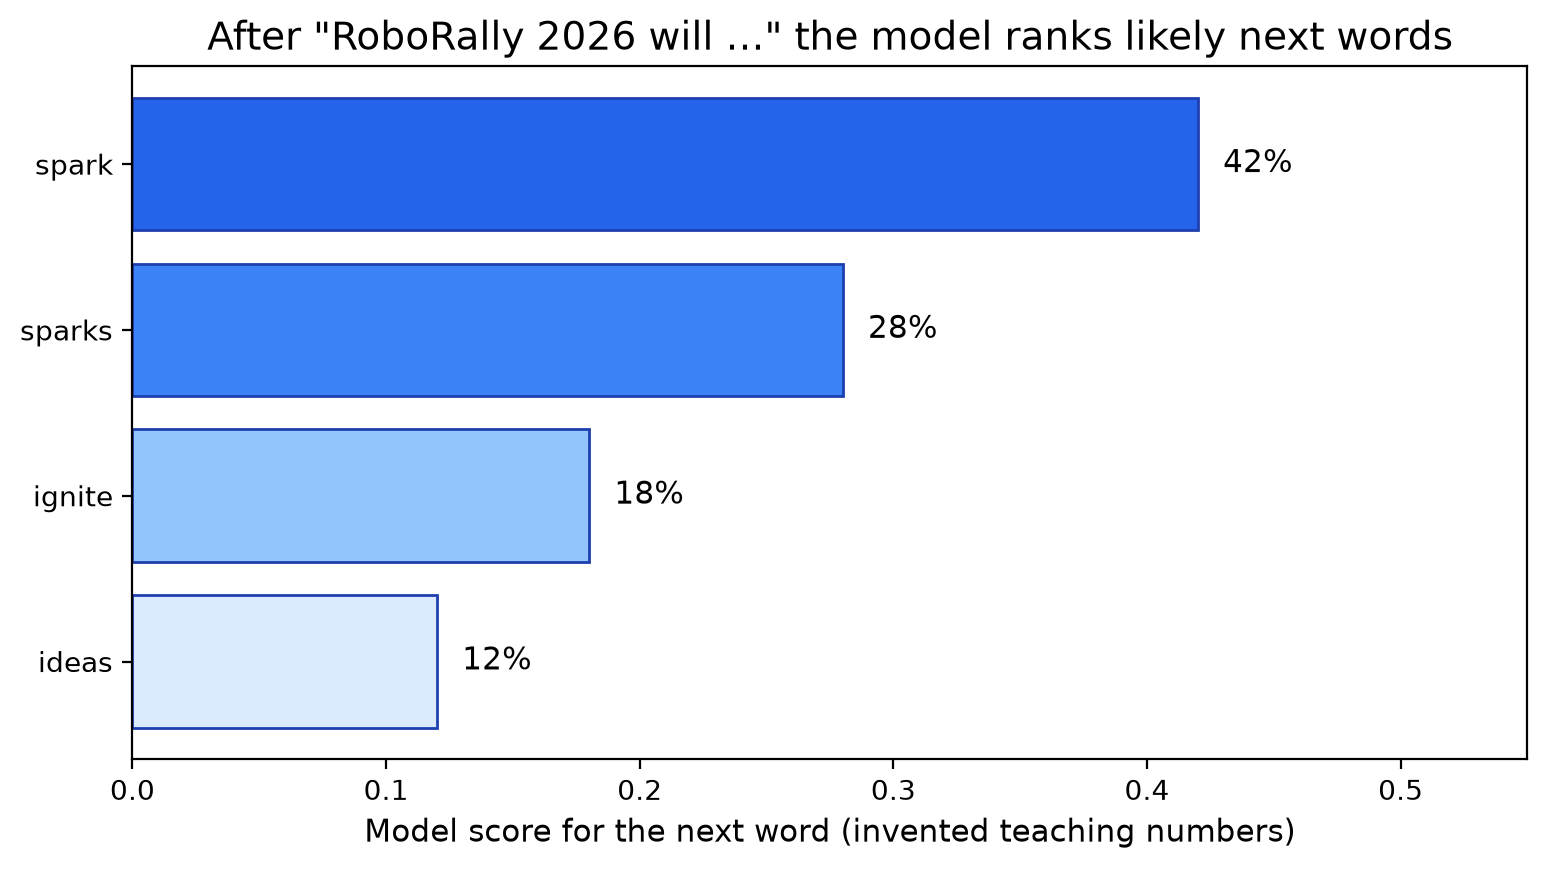 After "RoboRally 2026 will ..." the model ranks likely next words
spark
42%
sparks
28%
ignite
18%
ideas
12%
0.0 0.1 0.2 0.3 0.4 0.5
Model score for the next word (invented teaching numbers)